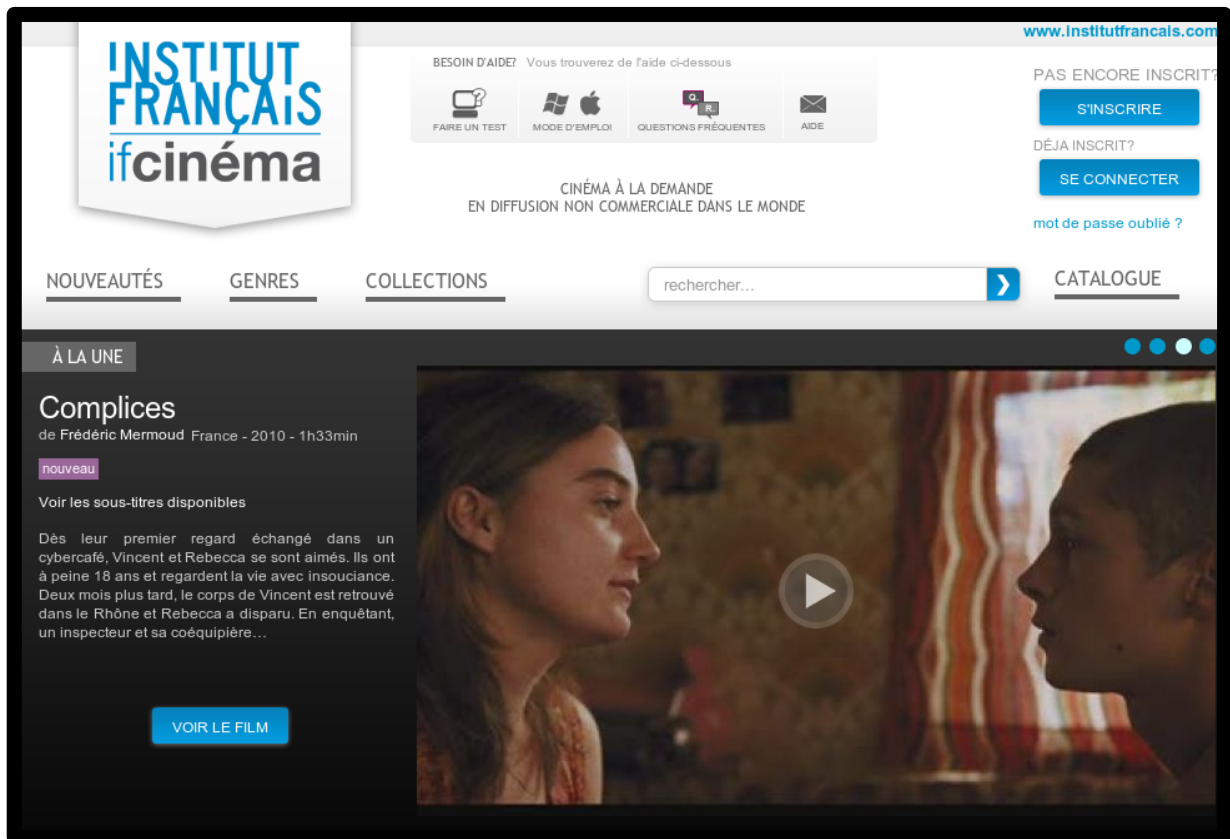 www.institutfrancais.com
INSTITUT
FRANÇAiS
ifcinéma
BESOIN D'AIDE? Vous trouverez de l'aide ci-dessous
FAIRE UN TEST MODE D'EMPLOI QUESTIONS FRÉQUENTES AIDE
Q.. R..
PAS ENCORE INSCRIT?
S'INSCRIRE
DÉJA INSCRIT?
SE CONNECTER
mot de passe oublié ?
CINÉMA À LA DEMANDE
EN DIFFUSION NON COMMERCIALE DANS LE MONDE
NOUVEAUTÉS GENRES COLLECTIONS rechercher... CATALOGUE
À LA UNE
Complices
de Frédéric Mermoud France - 2010 - 1h33min
nouveau
Voir les sous-titres disponibles
Dès leur premier regard échangé dans un
cybercafé, Vincent et Rebecca se sont aimés. Ils ont
à peine 18 ans et regardent la vie avec insouciance.
Deux mois plus tard, le corps de Vincent est retrouvé
dans le Rhône et Rebecca a disparu. En enquêtant,
un inspecteur et sa coéquipière…
VOIR LE FILM